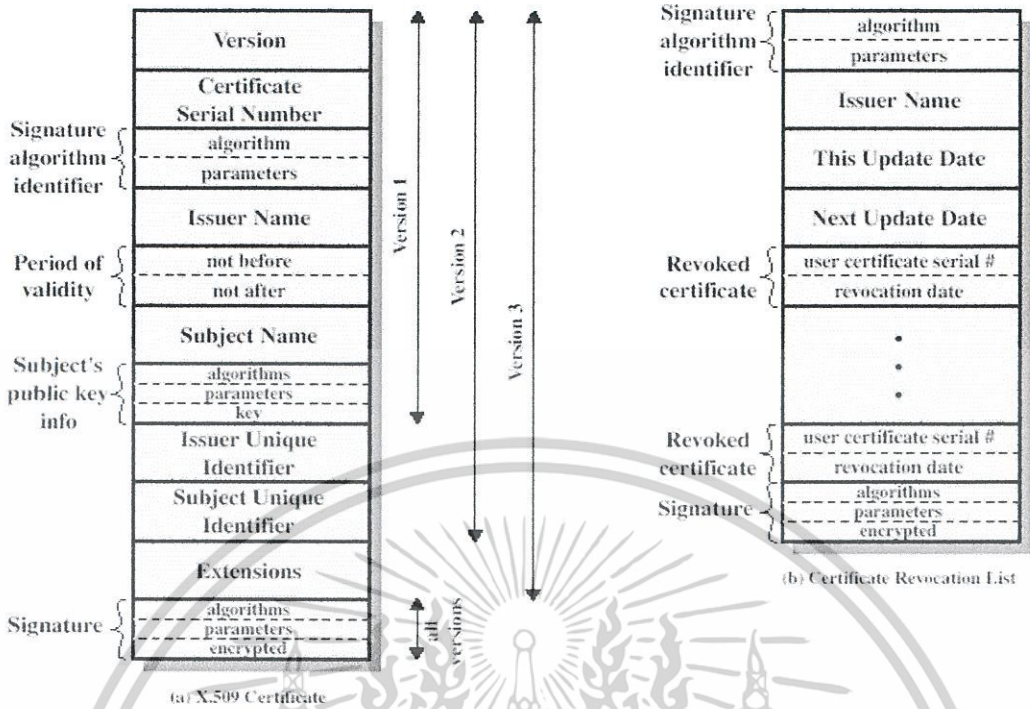 Version
Certificate
Serial Number
Signature
algorithm
identifier
algorithm
parameters
Issuer Name
Period of
validity
not before
not after
Subject Name
Subject's
public key
info
algorithms
parameters
key
Issuer Unique
Identifier
Subject Unique
Identifier
Extensions
Signature
algorithms
parameters
encrypted
(a) X.509 Certificate
Version 1
Version 2
Version 3
all
versions
Signature
algorithm
identifier
algorithm
parameters
Issuer Name
This Update Date
Next Update Date
Revoked
certificate
user certificate serial #
revocation date
Revoked
certificate
user certificate serial #
revocation date
Signature
algorithms
parameters
encrypted
(b) Certificate Revocation List